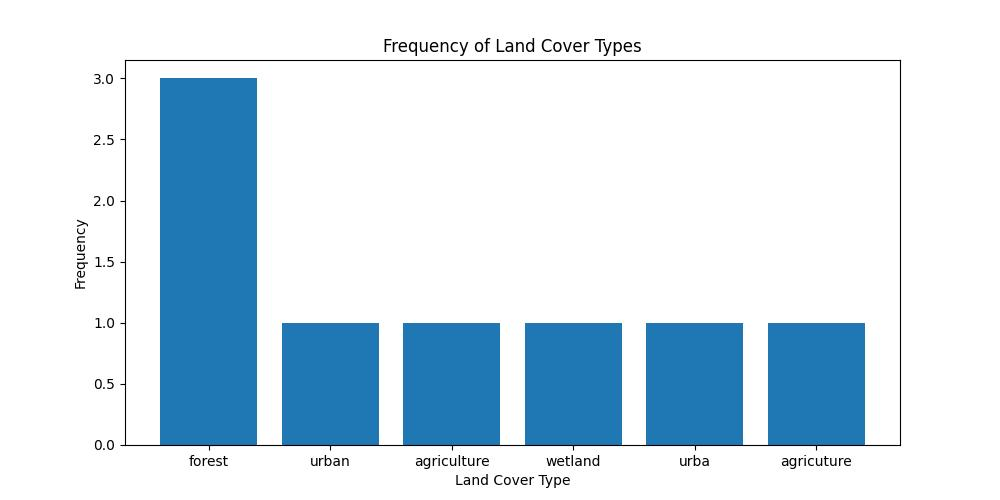 Frequency of Land Cover Types
Frequency
3.0
2.5
2.0
1.5
1.0
0.5
0.0
forest urban agriculture wetland urba agricuture
Land Cover Type